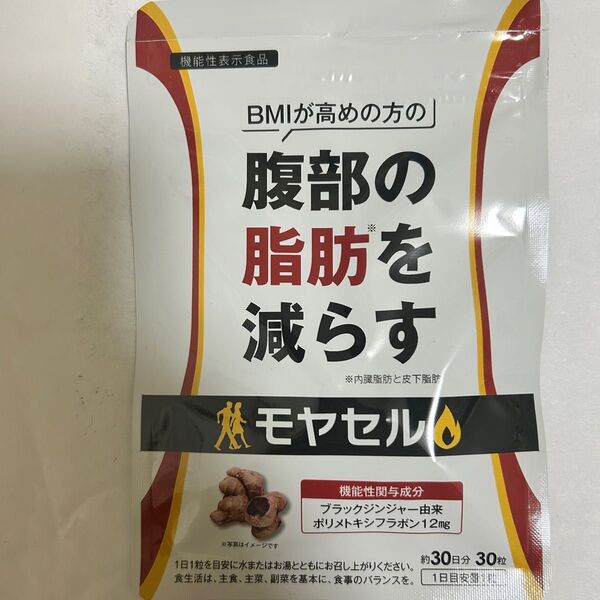 機能性表示食品
BMIが高めの方の
腹部の
脂肪※を
減らす
※内臓脂肪と皮下脂肪
モヤセル
機能性関与成分
ブラックジンジャー由来
ポリメトキシフラボン12mg
※写真はイメージです
1日1粒を目安に水またはお湯とともにお召し上がりください。
食生活は、主食、主菜、副菜を基本に、食事のバランスを。
約30日分 30粒
1日目安量1粒